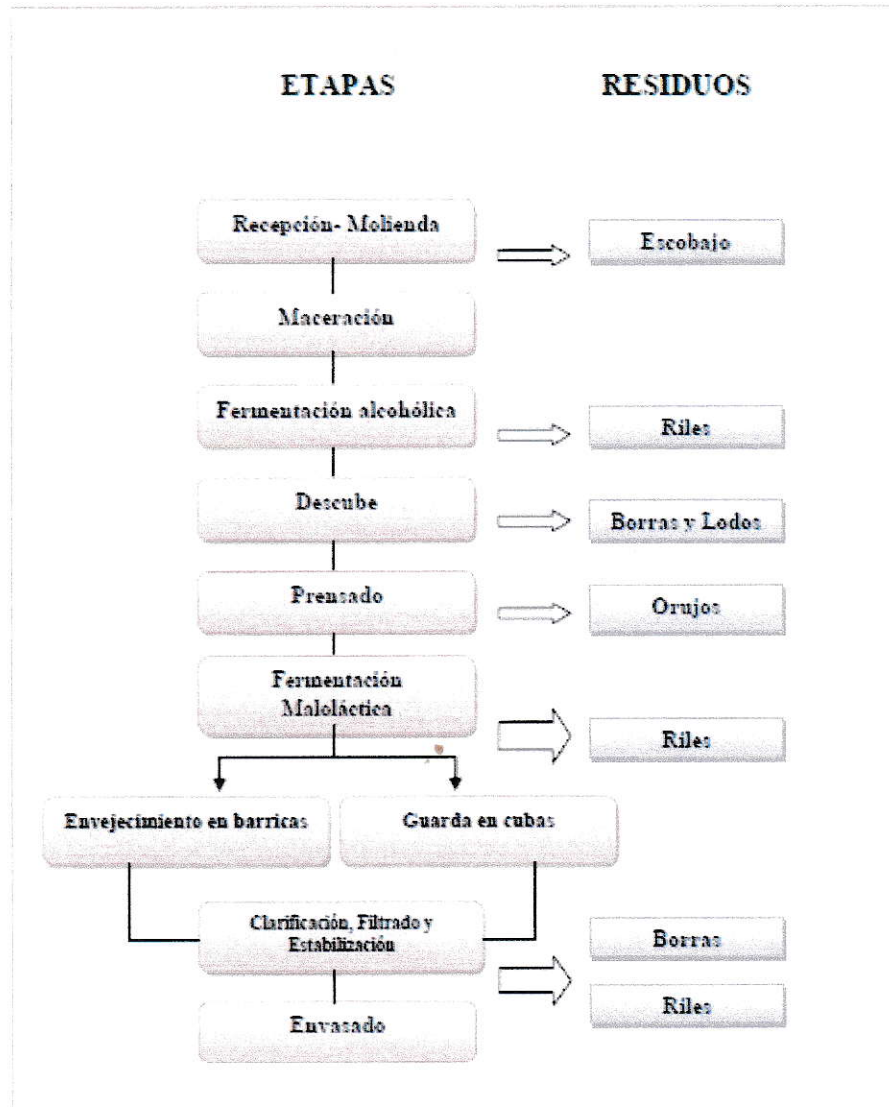 ETAPAS
RESIDUOS
Recepción- Molienda
Escobajo
Maceración
Fermentación alcohólica
Riles
Descube
Borras y Lodos
Prensado
Orujos
Fermentación
Maloláctica
Riles
Envejecimiento en barricas
Guarda en cubas
Clarificación, Filtrado y
Estabilización
Borras
Riles
Envasado